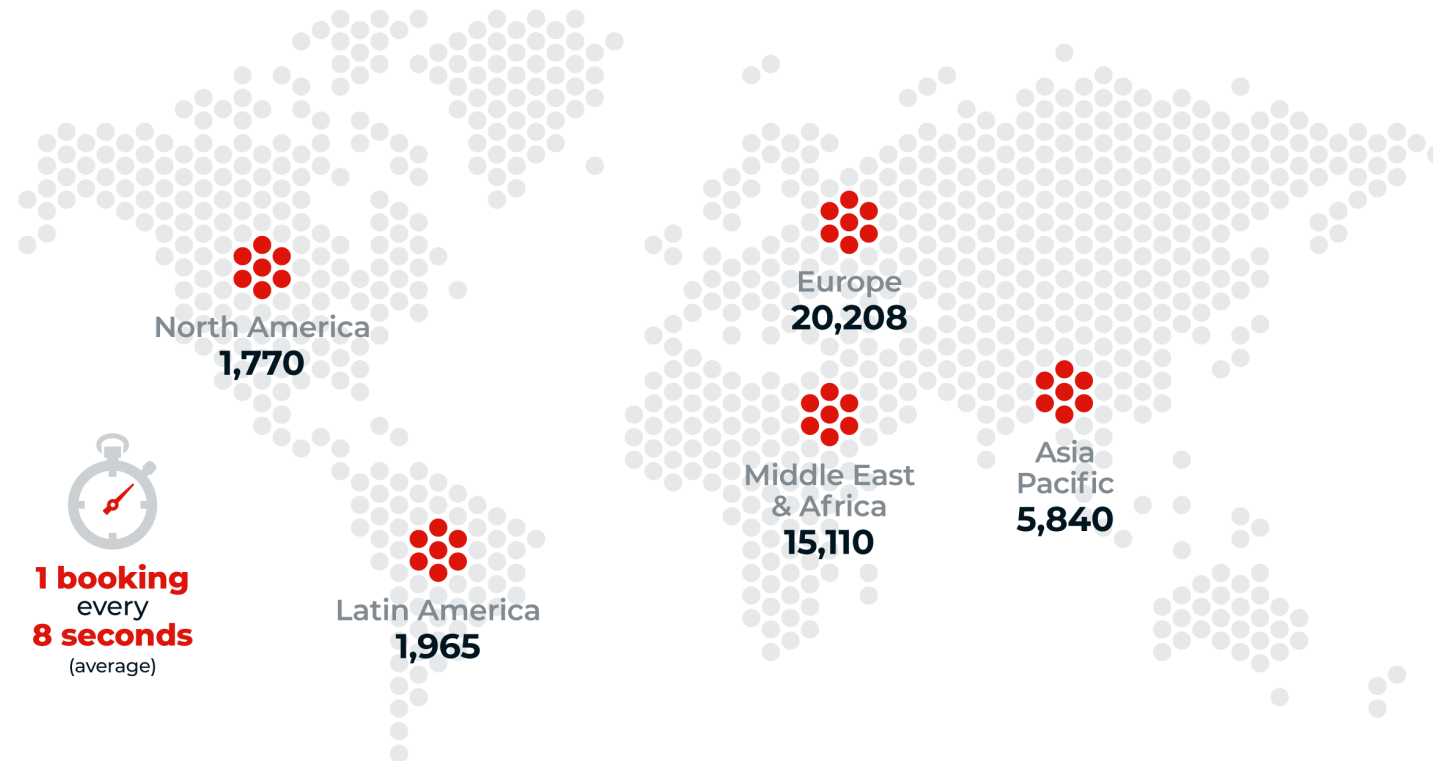 Europe
20,208
North America
1,770
Middle East
& Africa
15,110
Asia
Pacific
5,840
1 booking
every
8 seconds
(average)
Latin America
1,965